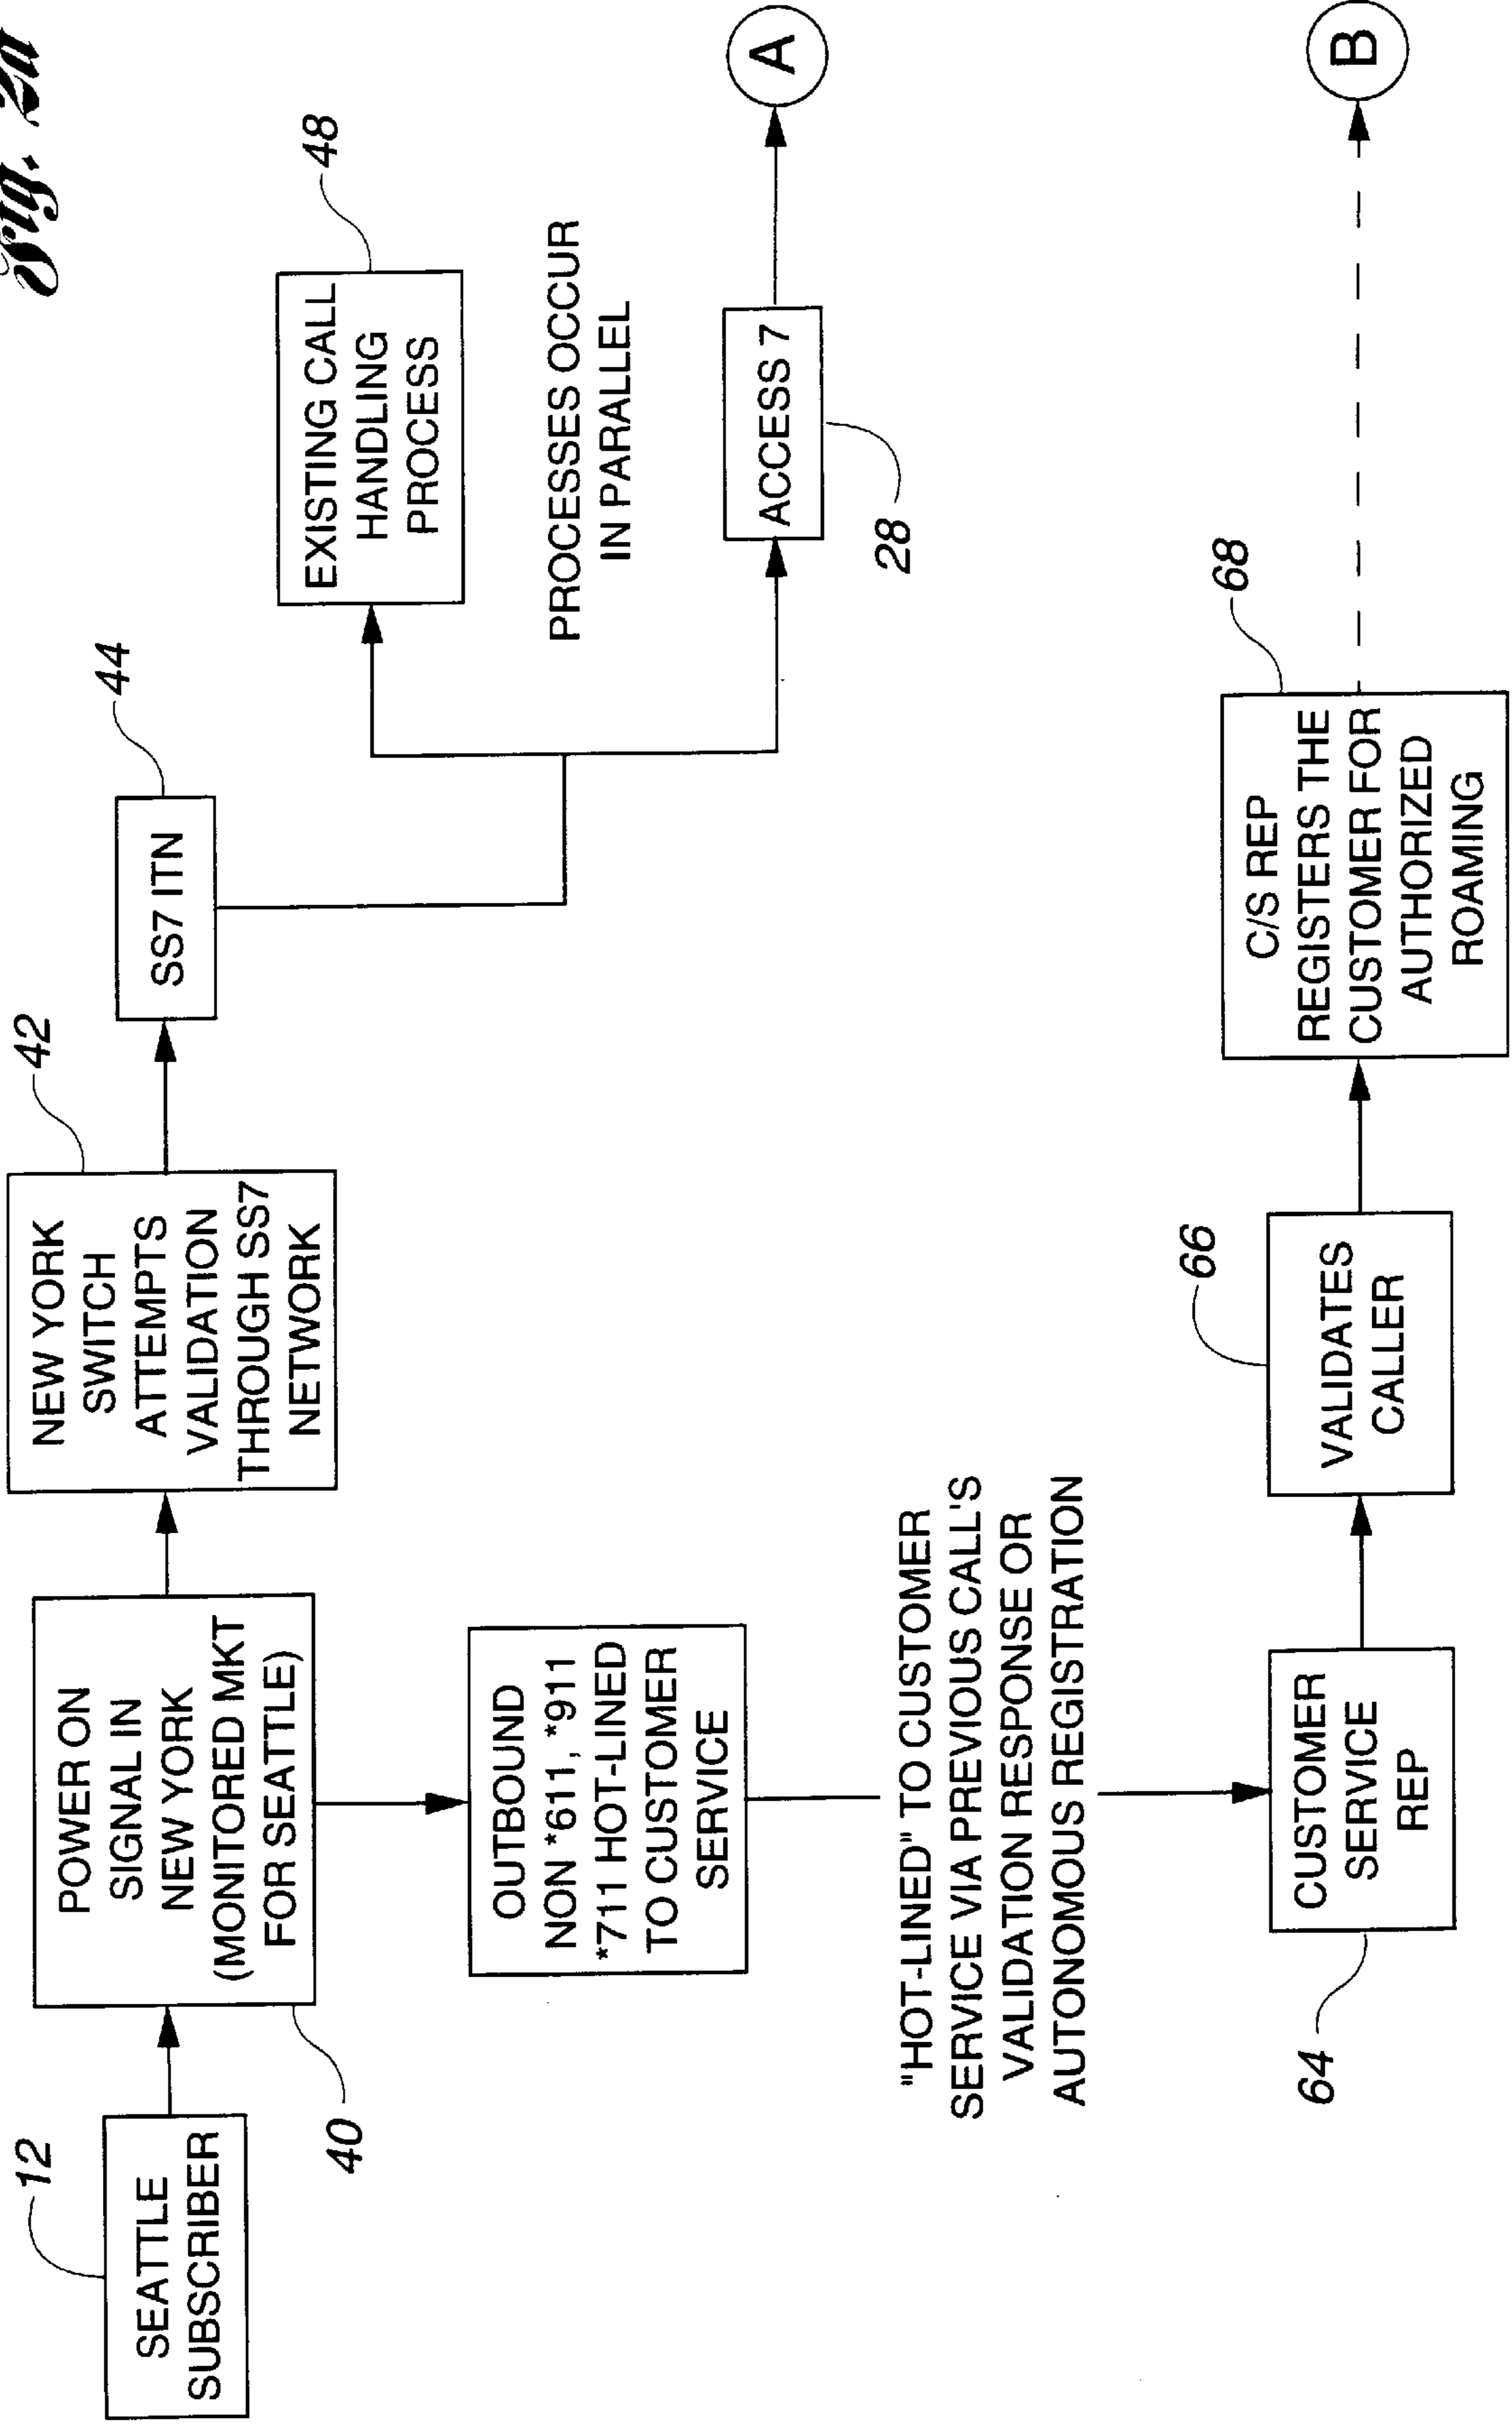 Fig. 2a
12
SEATTLE
SUBSCRIBER
POWER ON
SIGNAL IN
NEW YORK
(MONITORED MKT
FOR SEATTLE)
40
42
NEW YORK
SWITCH
ATTEMPTS
VALIDATION
THROUGH SS7
NETWORK
44
SS7 ITN
48
EXISTING CALL
HANDLING
PROCESS
PROCESSES OCCUR
IN PARALLEL
ACCESS 7
28
A
OUTBOUND
NON *611, *911
*711 HOT-LINED
TO CUSTOMER
SERVICE
"HOT-LINED" TO CUSTOMER
SERVICE VIA PREVIOUS CALL'S
VALIDATION RESPONSE OR
AUTONOMOUS REGISTRATION
64
CUSTOMER
SERVICE
REP
66
VALIDATES
CALLER
68
C/S REP
REGISTERS THE
CUSTOMER FOR
AUTHORIZED
ROAMING
B